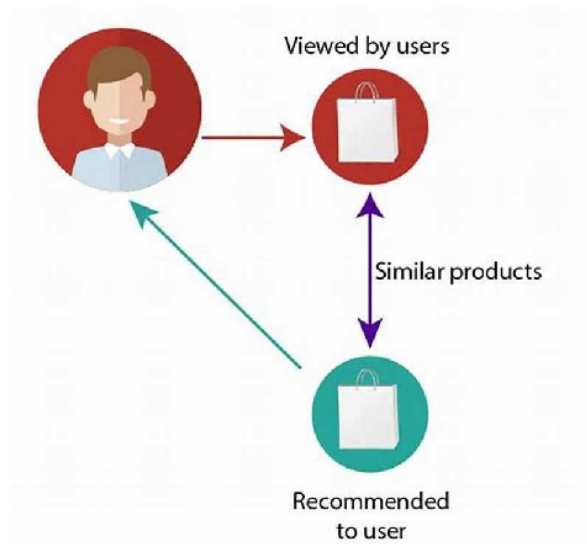 Viewed by users
Similar products
Recommended
to user